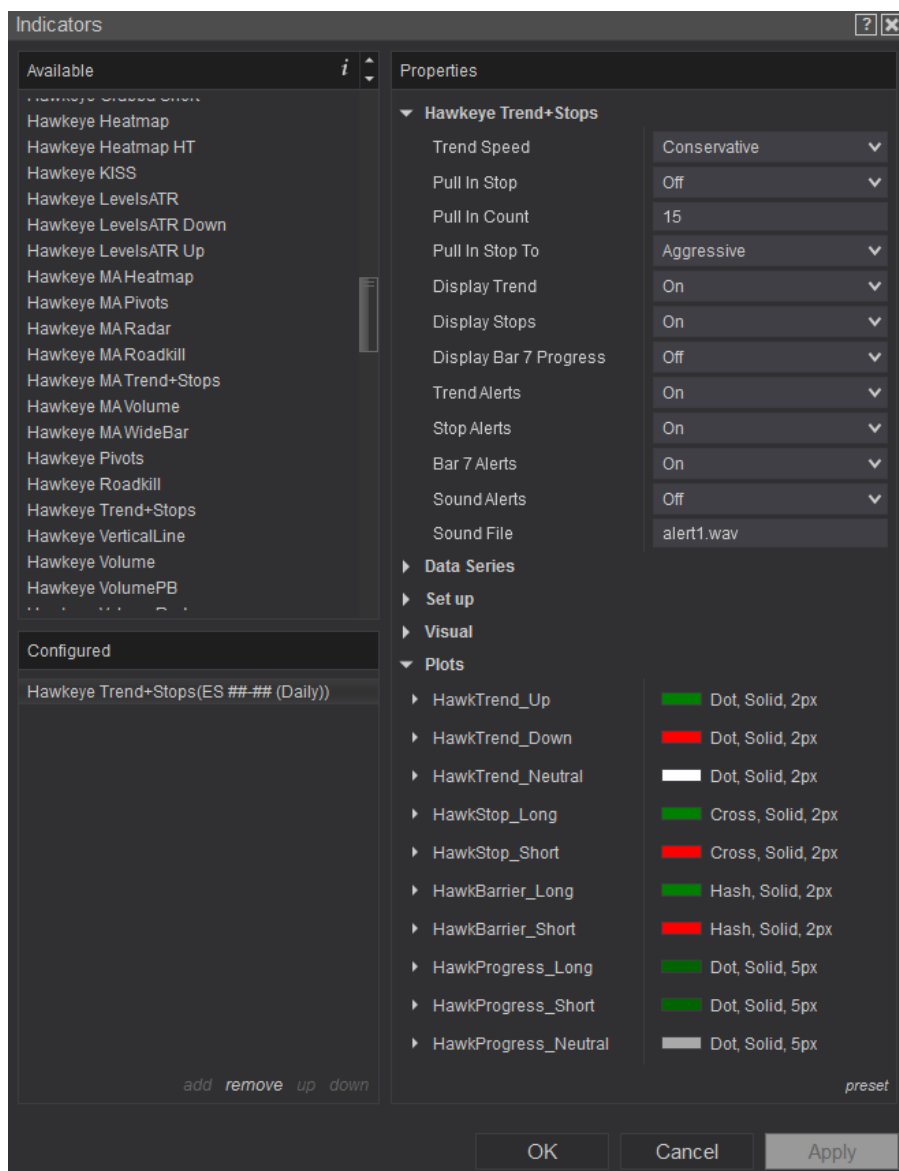 Indicators
?
Available
i
Hawkeye Heatmap
Hawkeye Heatmap HT
Hawkeye KISS
Hawkeye LevelsATR
Hawkeye LevelsATR Down
Hawkeye LevelsATR Up
Hawkeye MA Heatmap
Hawkeye MA Pivots
Hawkeye MA Radar
Hawkeye MA Roadkill
Hawkeye MA Trend+Stops
Hawkeye MA Volume
Hawkeye MA WideBar
Hawkeye Pivots
Hawkeye Roadkill
Hawkeye Trend+Stops
Hawkeye VerticalLine
Hawkeye Volume
Hawkeye VolumePB
Configured
Hawkeye Trend+Stops(ES ##-## (Daily))
add remove up down
Properties
Hawkeye Trend+Stops
Trend Speed Conservative
Pull In Stop Off
Pull In Count 15
Pull In Stop To Aggressive
Display Trend On
Display Stops On
Display Bar 7 Progress Off
Trend Alerts On
Stop Alerts On
Bar 7 Alerts On
Sound Alerts Off
Sound File alert1.wav
Data Series
Set up
Visual
Plots
HawkTrend_Up Dot, Solid, 2px
HawkTrend_Down Dot, Solid, 2px
HawkTrend_Neutral Dot, Solid, 2px
HawkStop_Long Cross, Solid, 2px
HawkStop_Short Cross, Solid, 2px
HawkBarrier_Long Hash, Solid, 2px
HawkBarrier_Short Hash, Solid, 2px
HawkProgress_Long Dot, Solid, 5px
HawkProgress_Short Dot, Solid, 5px
HawkProgress_Neutral Dot, Solid, 5px
preset
OK Cancel Apply